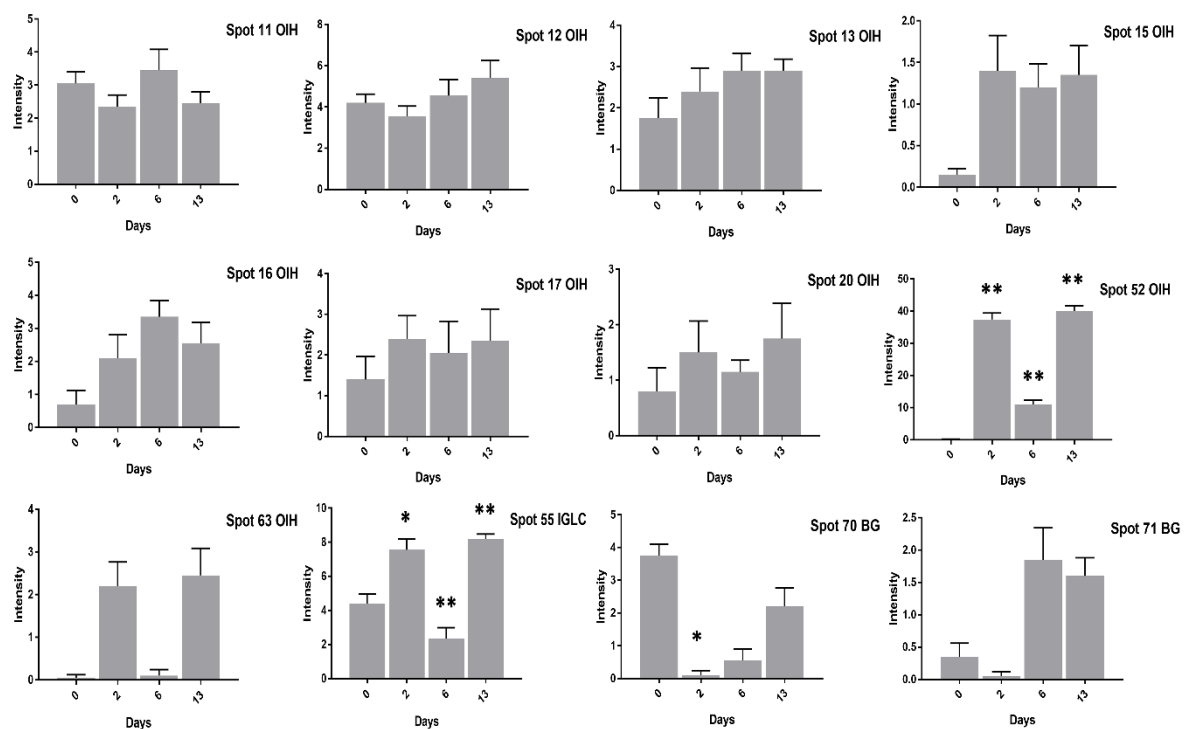 Spot 11 OIH
Intensity
5
4
3
2
1
0
0 2 6 13
Days
Spot 12 OIH
Intensity
8
6
4
2
0
0 2 6 13
Days
Spot 13 OIH
Intensity
4
3
2
1
0
0 2 6 13
Days
Spot 15 OIH
Intensity
2.0
1.5
1.0
0.5
0.0
0 2 6 13
Days
Spot 16 OIH
Intensity
5
4
3
2
1
0
0 2 6 13
Days
Spot 17 OIH
Intensity
4
3
2
1
0
0 2 6 13
Days
Spot 20 OIH
Intensity
3
2
1
0
0 2 6 13
Days
Spot 52 OIH
Intensity
50
40
30
20
10
0
** ** **
0 2 6 13
Days
Spot 63 OIH
Intensity
4
3
2
1
0
0 2 6 13
Days
Spot 55 IGLC
Intensity
10
8
6
4
2
0
* ** **
0 2 6 13
Days
Spot 70 BG
Intensity
5
4
3
2
1
0
*
0 2 6 13
Days
Spot 71 BG
Intensity
2.5
2.0
1.5
1.0
0.5
0.0
0 2 6 13
Days